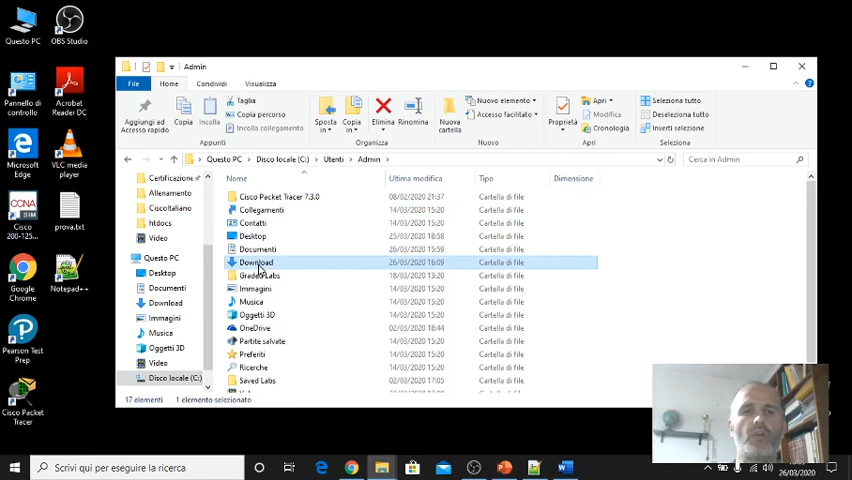 Questo PC
OBS Studio
Pannello di controllo
Acrobat Reader DC
Microsoft Edge
VLC media player
CCNA
SIM
Cisco 200-125...
prova.txt
Google Chrome
Notepad++
Pearson Test Prep
Cisco Packet Tracer
Admin
File Home Condividi Visualizza
Aggiungi ad Accesso rapido
Copia
Incolla
Taglia
Copia percorso
Incolla collegamento
Sposta in
Copia in
Elimina
Rinomina
Nuova cartella
Nuovo elemento
Accesso facilitato
Proprietà
Apri
Modifica
Cronologia
Seleziona tutto
Deseleziona tutto
Inverti selezione
Appunti Organizza Nuovo Apri Selezione
Questo PC > Disco locale (C:) > Utenti > Admin >
Cerca in Admin
Certificazione
Allenamento
CiscoItaliano
htdocs
Video
Questo PC
Desktop
Documenti
Download
Immagini
Musica
Oggetti 3D
Video
Disco locale (C:)
Nome Ultima modifica Tipo Dimensione
Cisco Packet Tracer 7.3.0 08/02/2020 21:37 Cartella di file
Collegamenti 14/03/2020 15:20 Cartella di file
Contatti 14/03/2020 15:20 Cartella di file
Desktop 25/03/2020 18:58 Cartella di file
Documenti 26/03/2020 15:59 Cartella di file
Download 26/03/2020 16:09 Cartella di file
Graded Labs 18/03/2020 13:20 Cartella di file
Immagini 14/03/2020 15:20 Cartella di file
Musica 14/03/2020 15:20 Cartella di file
Oggetti 3D 14/03/2020 15:20 Cartella di file
OneDrive 02/03/2020 18:44 Cartella di file
Partite salvate 14/03/2020 15:20 Cartella di file
Preferiti 14/03/2020 15:20 Cartella di file
Ricerche 14/03/2020 15:20 Cartella di file
Saved Labs 02/03/2020 17:05 Cartella di file
17 elementi 1 elemento selezionato
Scrivi qui per eseguire la ricerca
26/03/2020